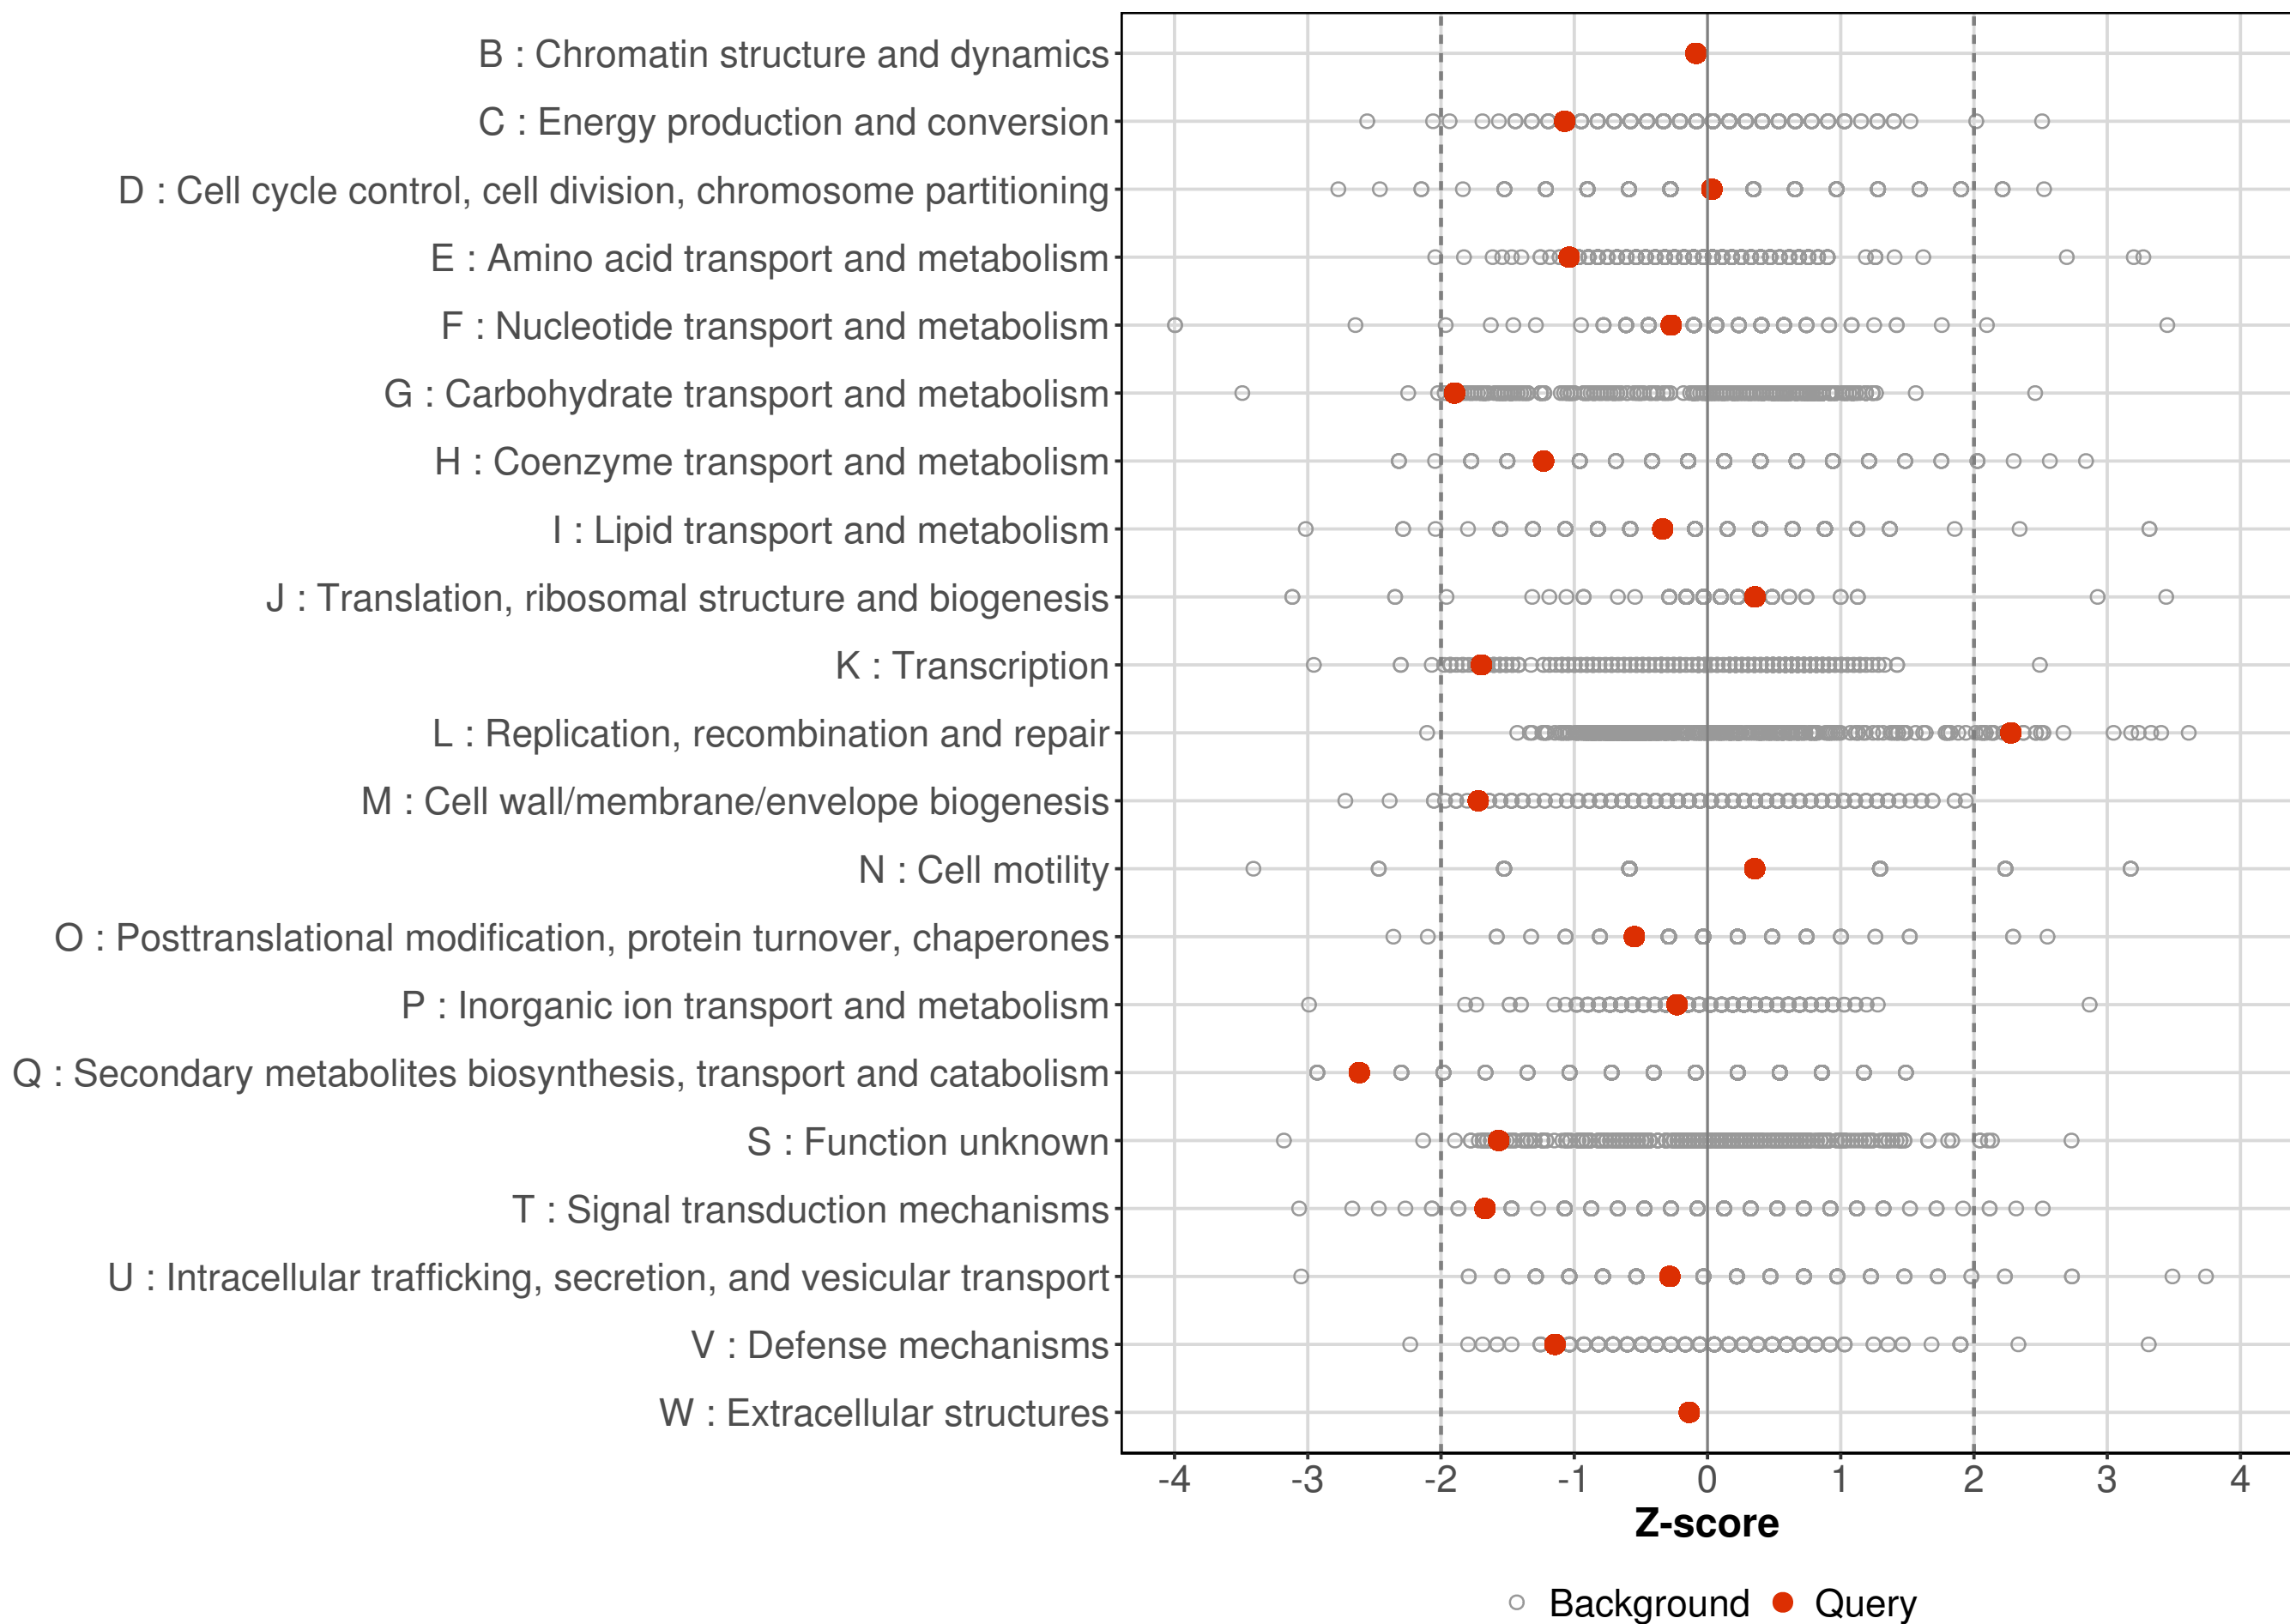 B : Chromatin structure and dynamics
C : Energy production and conversion
D : Cell cycle control, cell division, chromosome partitioning
E : Amino acid transport and metabolism
F : Nucleotide transport and metabolism
G : Carbohydrate transport and metabolism
H : Coenzyme transport and metabolism
I : Lipid transport and metabolism
J : Translation, ribosomal structure and biogenesis
K : Transcription
L : Replication, recombination and repair
M : Cell wall/membrane/envelope biogenesis
N : Cell motility
O : Posttranslational modification, protein turnover, chaperones
P : Inorganic ion transport and metabolism
Q : Secondary metabolites biosynthesis, transport and catabolism
S : Function unknown
T : Signal transduction mechanisms
U : Intracellular trafficking, secretion, and vesicular transport
V : Defense mechanisms
W : Extracellular structures
-4 -3 -2 -1 0 1 2 3 4
Z-score
Background Query